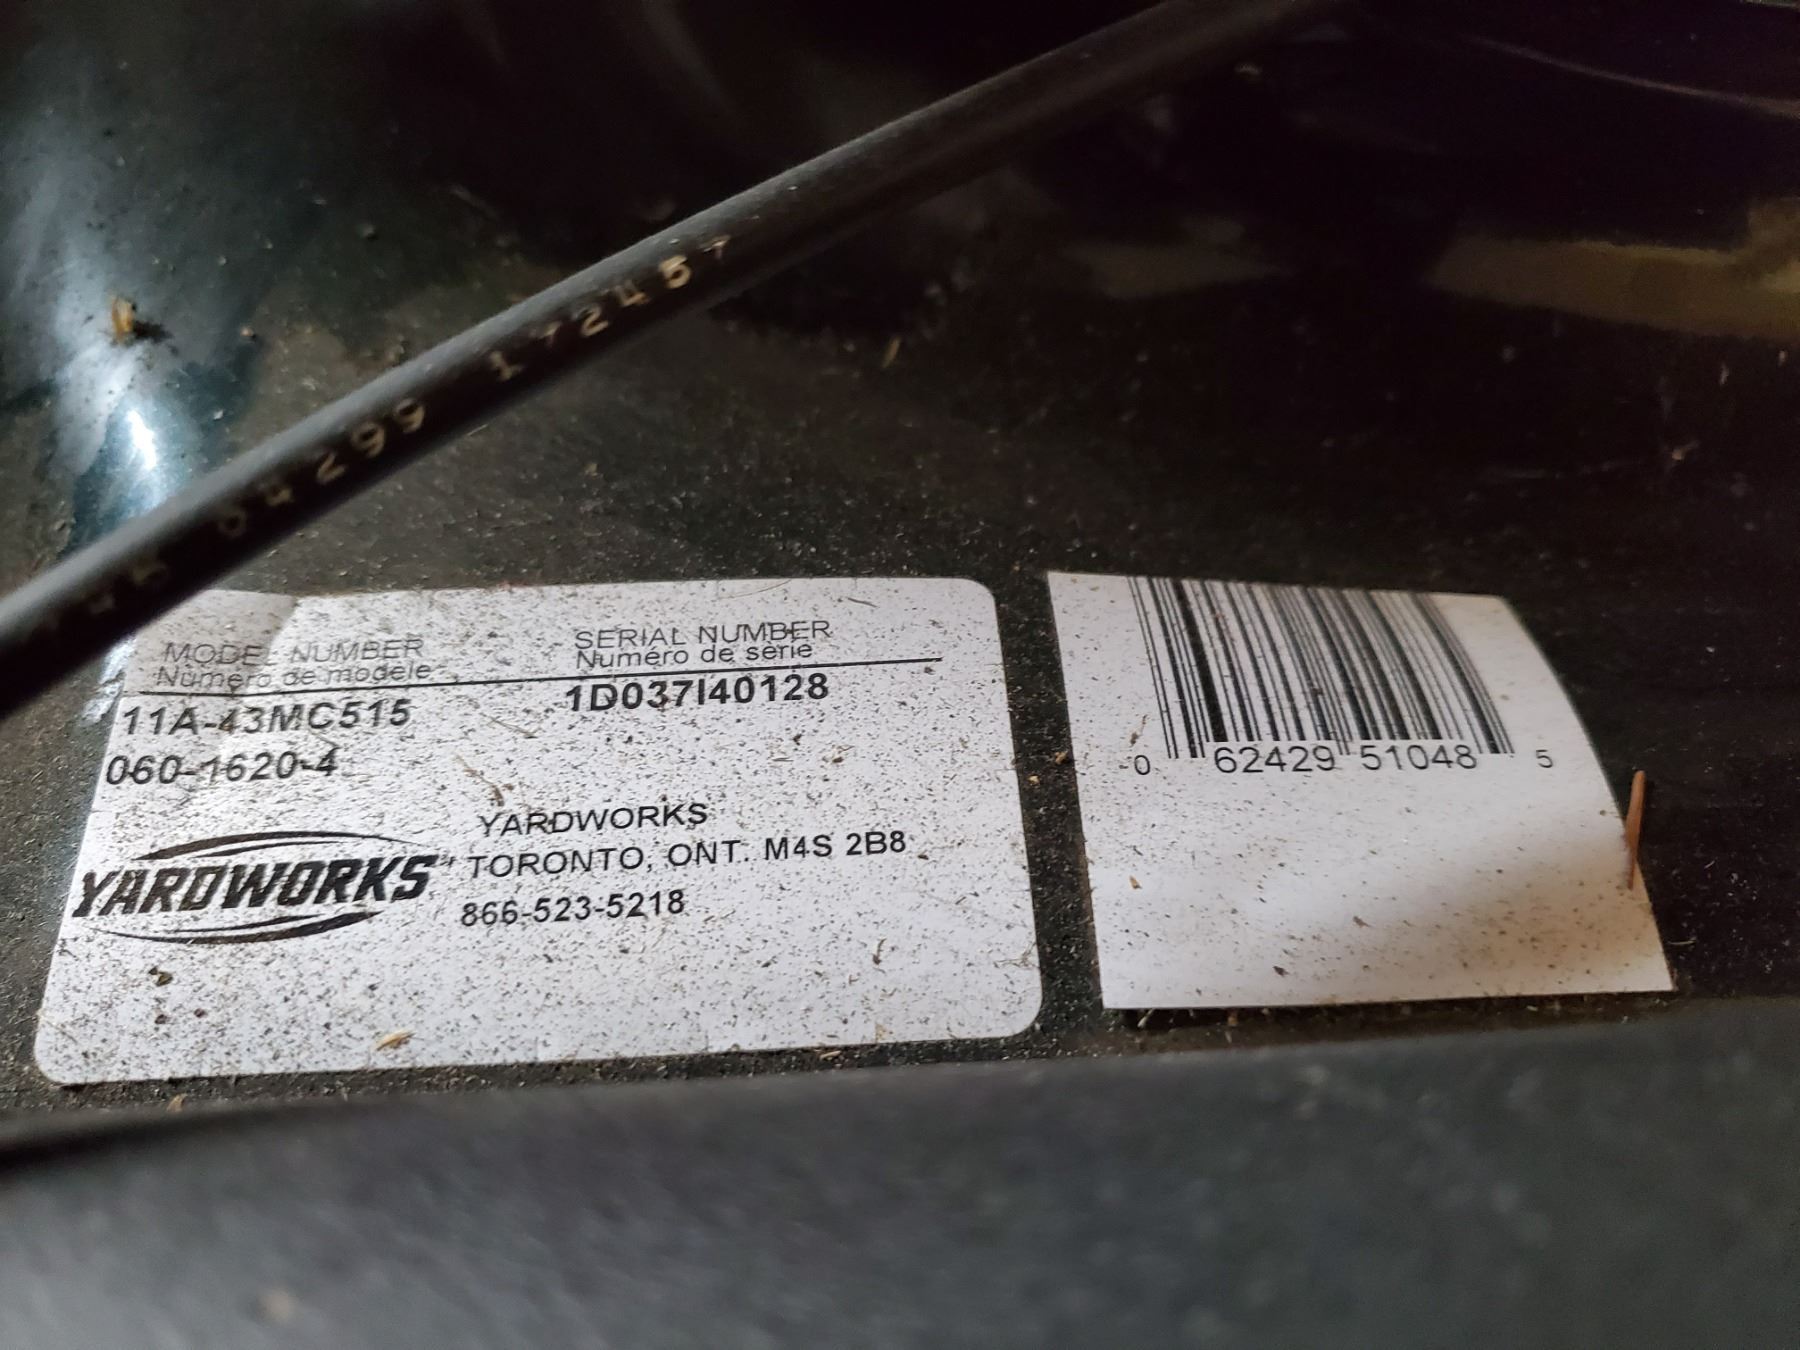 04299 172457
MODEL NUMBER
Numéro de modèle
SERIAL NUMBER
Numéro de série
11A-43MC515
1D037I40128
060-1620-4
YARDWORKS
YARDWORKS
TORONTO, ONT. M4S 2B8
866-523-5218
0 62429 51048 5